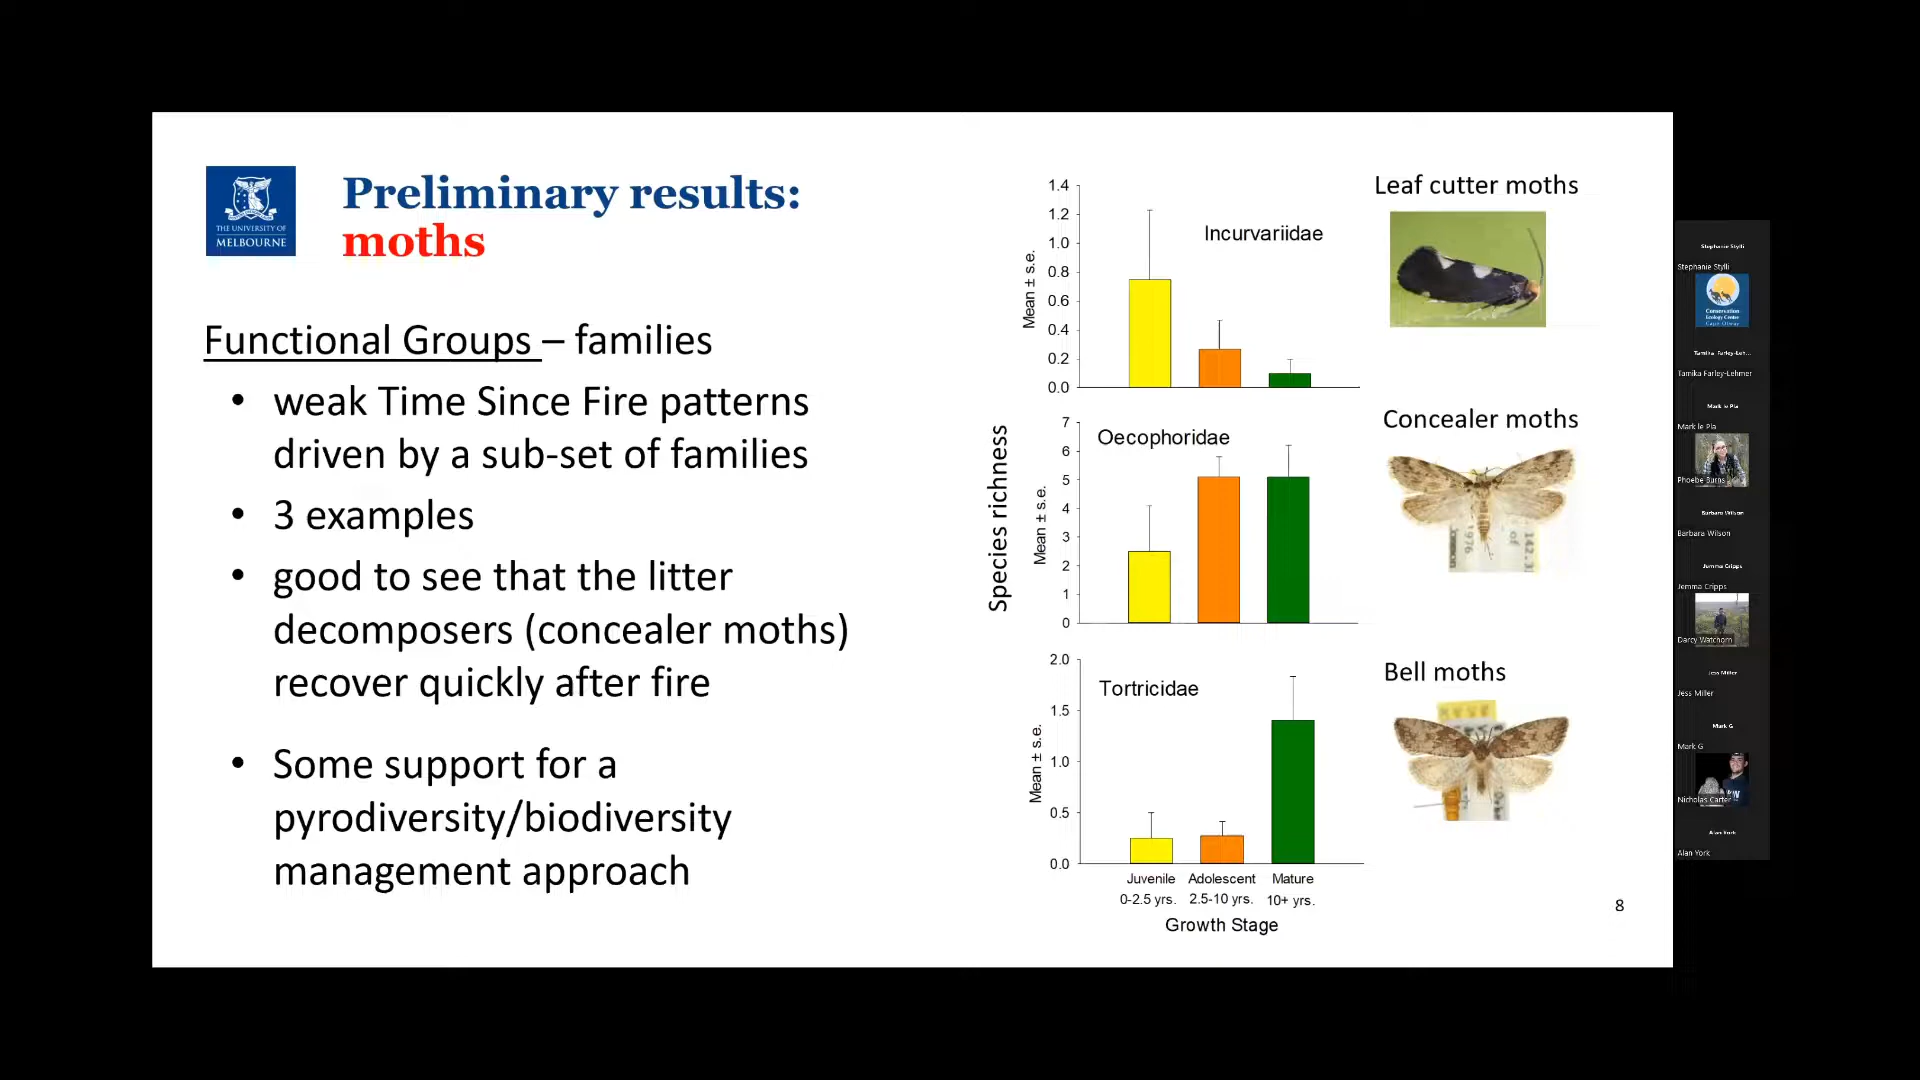 THE UNIVERSITY OF
MELBOURNE
Preliminary results:
moths
Functional Groups – families
• weak Time Since Fire patterns
driven by a sub-set of families
• 3 examples
• good to see that the litter
decomposers (concealer moths)
recover quickly after fire
• Some support for a
pyrodiversity/biodiversity
management approach
Species richness
Leaf cutter moths
Incurvariidae
Mean ± s.e.
1.4
1.2
1.0
0.8
0.6
0.4
0.2
0.0
Concealer moths
Oecophoridae
Mean ± s.e.
7
6
5
4
3
2
1
0
Bell moths
Tortricidae
Mean ± s.e.
2.0
1.5
1.0
0.5
0.0
Juvenile Adolescent Mature
0-2.5 yrs. 2.5-10 yrs. 10+ yrs.
Growth Stage
8
Stephanie Stylli
Stephanie Stylli
Conservation
Ecology Center
Cape Otway
Tamika Farley-Leh...
Tamika Farley-Lehmer
Mark le Pla
Mark le Pla
Phoebe Burns
Barbara Wilson
Barbara Wilson
Jemma Cripps
Jemma Cripps
Darcy Watchorn
Jess Miller
Jess Miller
Mark G
Mark G
Nicholas Carter
Alan York
Alan York